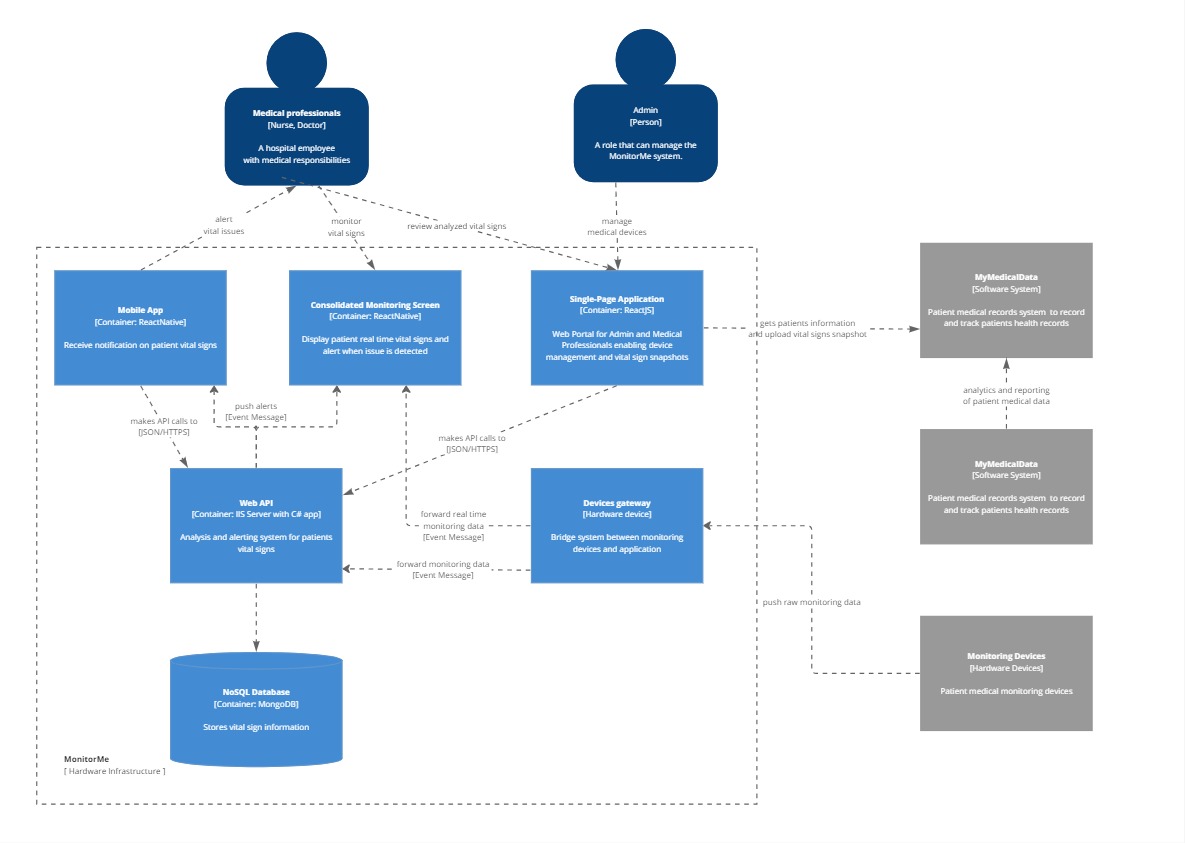 Medical professionals
[Nurse, Doctor]
A hospital employee
with medical responsibilities
Admin
[Person]
A role that can manage the
MonitorMe system.
alert
vital issues
monitor
vital signs
review analyzed vital signs
manage
medical devices
Mobile App
[Container: ReactNative]
Receive notification on patient vital signs
Consolidated Monitoring Screen
[Container: ReactNative]
Display patient real time vital signs and
alert when issue is detected
Single-Page Application
[Container: ReactJS]
Web Portal for Admin and Medical
Professionals enabling device
management and vital sign snapshots
gets patients information
and upload vital signs snapshot
MyMedicalData
[Software System]
Patient medical records system to record
and track patients health records
analytics and reporting
of patient medical data
makes API calls to
[JSON/HTTPS]
push alerts
[Event Message]
makes API calls to
[JSON/HTTPS]
MyMedicalData
[Software System]
Patient medical records system to record
and track patients health records
Web API
[Container: IIS Server with C# app]
Analysis and alerting system for patients
vital signs
forward real time
monitoring data
[Event Message]
forward monitoring data
[Event Message]
Devices gateway
[Hardware device]
Bridge system between monitoring
devices and application
push raw monitoring data
Monitoring Devices
[Hardware Devices]
Patient medical monitoring devices
NoSQL Database
[Container: MongoDB]
Stores vital sign information
MonitorMe
[ Hardware Infrastructure ]